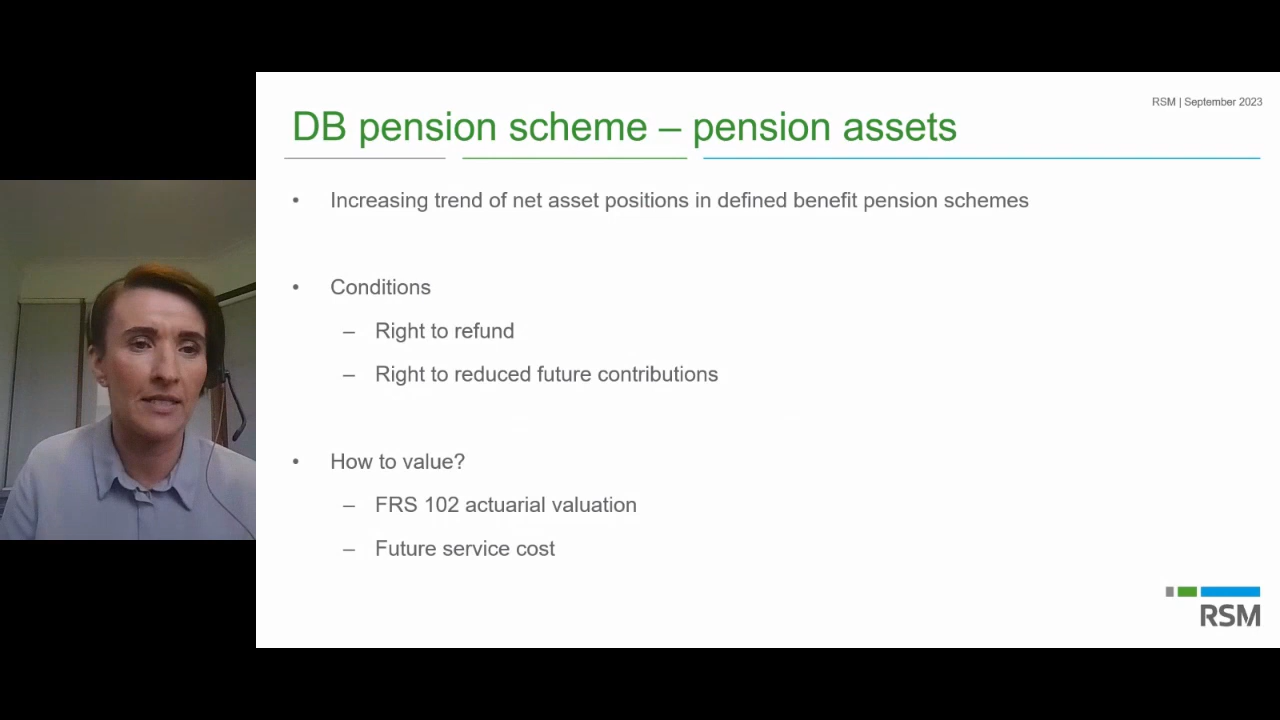 RSM | September 2023
DB pension scheme – pension assets
• Increasing trend of net asset positions in defined benefit pension schemes
• Conditions
– Right to refund
– Right to reduced future contributions
• How to value?
– FRS 102 actuarial valuation
– Future service cost
RSM